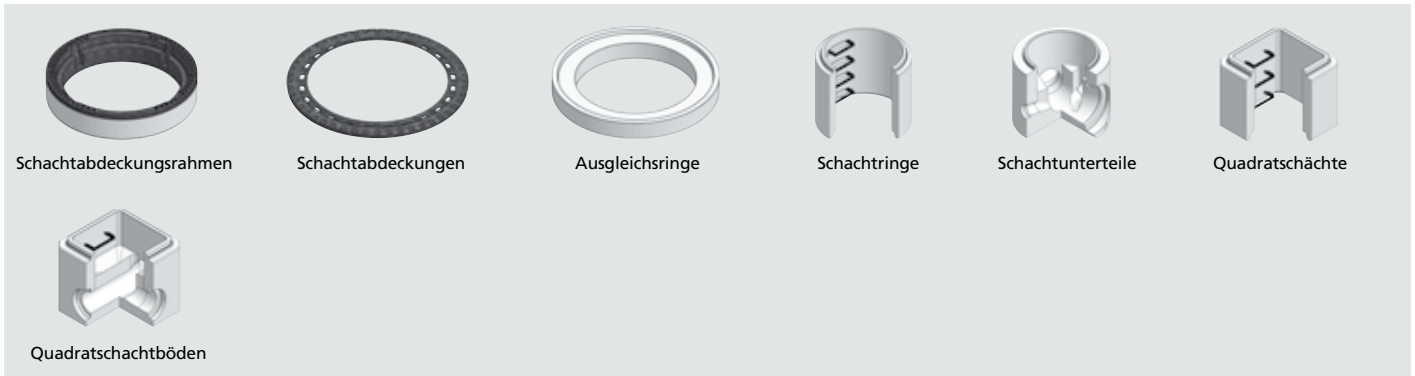 Schachtabdeckungsrahmen
Schachtabdeckungen
Ausgleichsringe
Schachtringe
Schachtunterteile
Quadratschächte
Quadratschachtböden